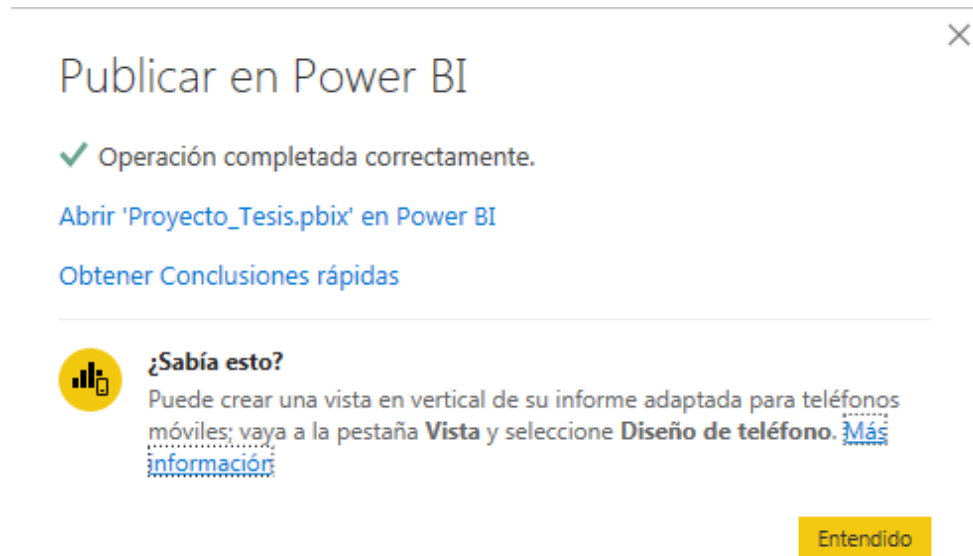 Publicar en Power BI
Operación completada correctamente.
Abrir 'Proyecto_Tesis.pbix' en Power BI
Obtener Conclusiones rápidas
¿Sabía esto?
Puede crear una vista en vertical de su informe adaptada para teléfonos
móviles; vaya a la pestaña Vista y seleccione Diseño de teléfono. Más
información
Entendido